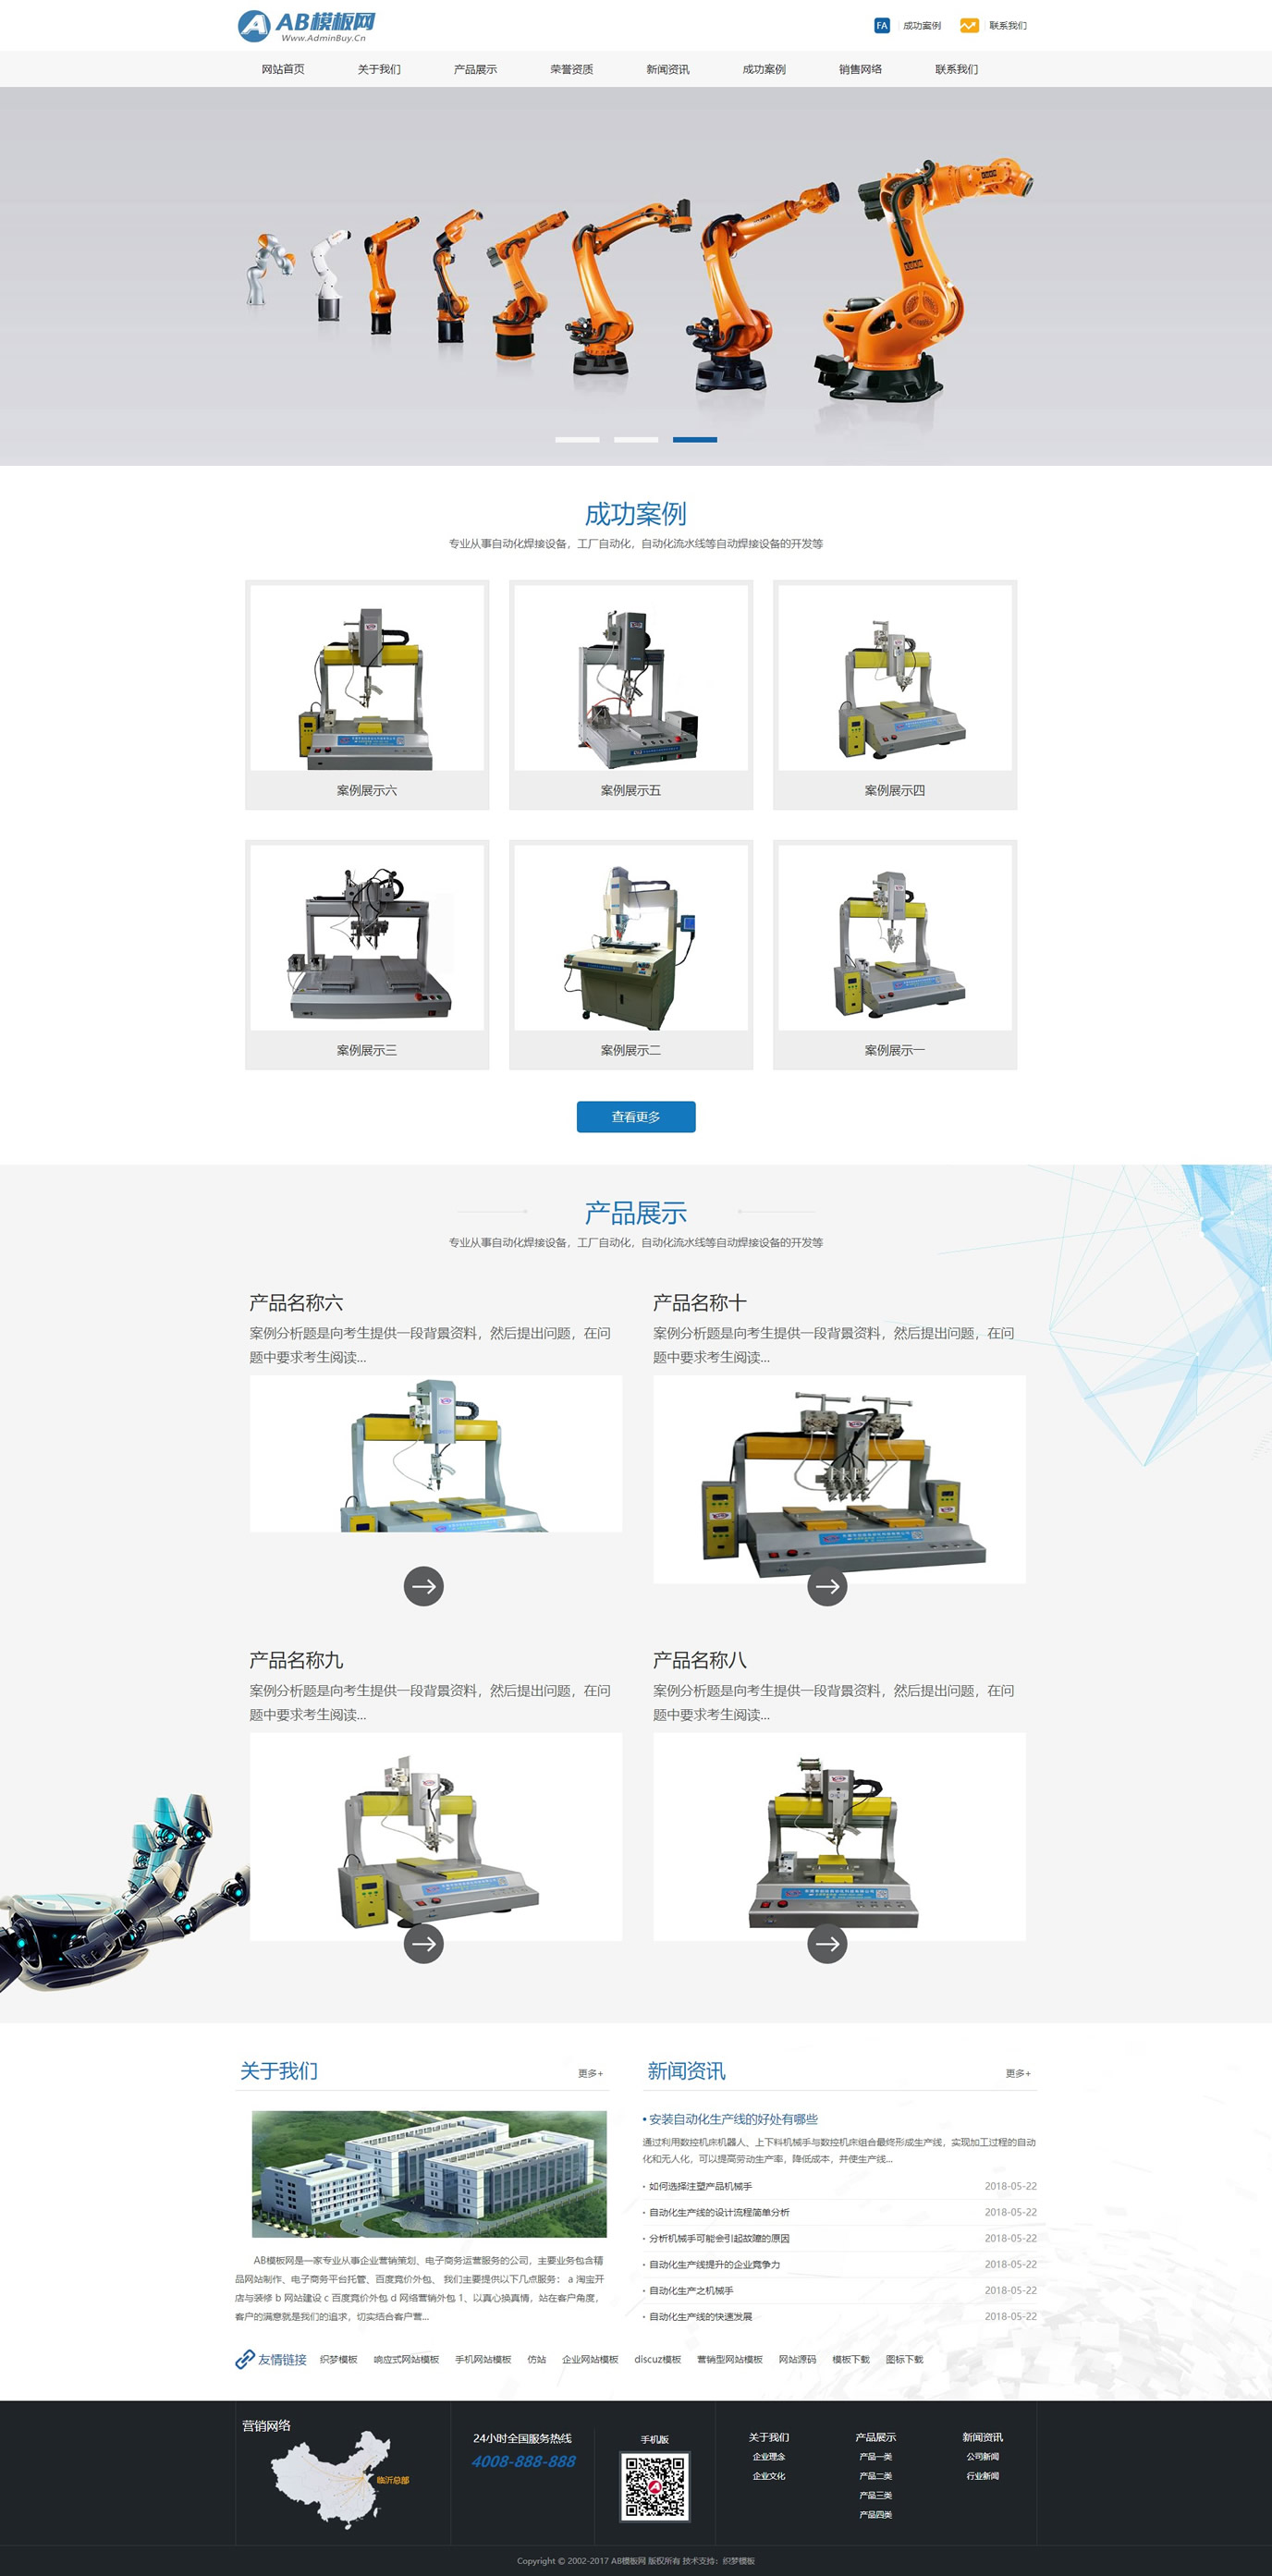 AB模板网
Www.AdminBuy.Cn
FA 成功案例 联系我们
网站首页 关于我们 产品展示 荣誉资质 新闻资讯 成功案例 销售网络 联系我们
成功案例
专业从事自动化焊接设备，工厂自动化，自动化流水线等自动焊接设备的开发等
案例展示六 案例展示五 案例展示四
案例展示三 案例展示二 案例展示一
查看更多
产品展示
专业从事自动化焊接设备，工厂自动化，自动化流水线等自动焊接设备的开发等
产品名称六
案例分析题是向考生提供一段背景资料，然后提出问题，在问
题中要求考生阅读...
产品名称十
案例分析题是向考生提供一段背景资料，然后提出问题，在问
题中要求考生阅读...
产品名称九
案例分析题是向考生提供一段背景资料，然后提出问题，在问
题中要求考生阅读...
产品名称八
案例分析题是向考生提供一段背景资料，然后提出问题，在问
题中要求考生阅读...
关于我们 更多+
AB模板网是一家专业从事企业营销策划、电子商务运营服务的公司，主要业务包含精
品网站制作、电子商务平台托管、百度竞价外包、 我们主要提供以下几点服务： a 淘宝开
店与装修 b 网站建设 c 百度竞价外包 d 网络营销外包 1、以真心换真情，站在客户角度，
客户的满意就是我们的追求，切实结合客户营...
新闻资讯 更多+
• 安装自动化生产线的好处有哪些
通过利用数控机床机器人、上下料机械手与数控机床组合最终形成生产线，实现加工过程的自动
化和无人化，可以提高劳动生产率，降低成本，并使生产线...
• 如何选择注塑产品机械手 2018-05-22
• 自动化生产线的设计流程简单分析 2018-05-22
• 分析机械手可能会引起故障的原因 2018-05-22
• 自动化生产线提升的企业竞争力 2018-05-22
• 自动化生产之机械手 2018-05-22
• 自动化生产线的快速发展 2018-05-22
友情链接 织梦模板 响应式网站模板 手机网站模板 仿站 企业网站模板 discuz模板 营销型网站模板 网站源码 模板下载 图标下载
营销网络
临沂总部
24小时全国服务热线
4008-888-888
手机版
关于我们
企业理念
企业文化
产品展示
产品一类
产品二类
产品三类
产品四类
新闻资讯
公司新闻
行业新闻
Copyright © 2002-2017 AB模板网 版权所有 技术支持：织梦模板